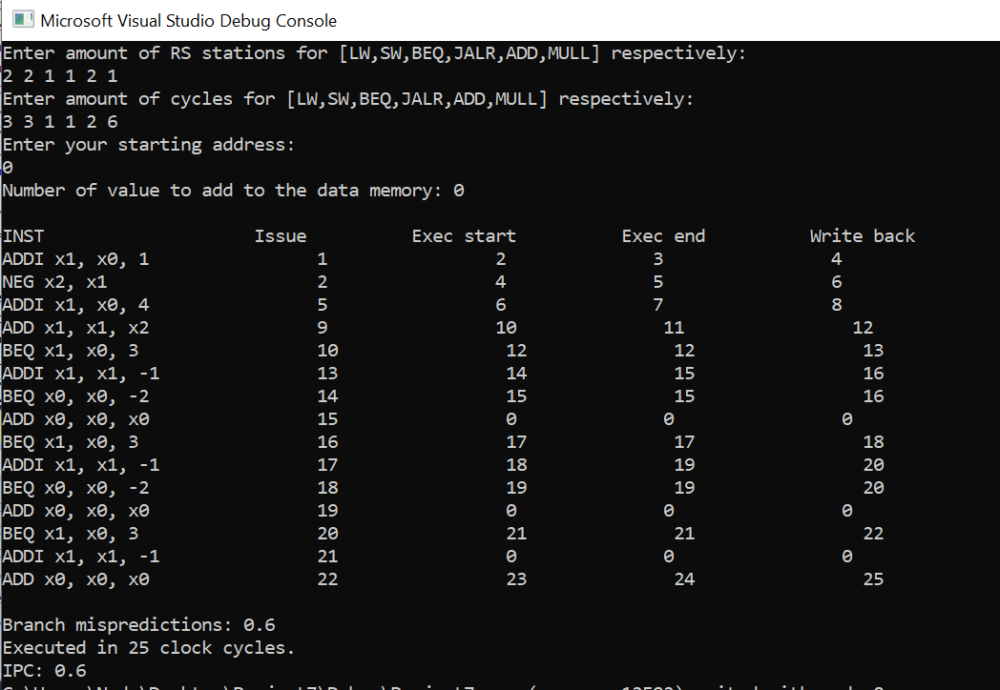 Microsoft Visual Studio Debug Console
Enter amount of RS stations for [LW,SW,BEQ,JALR,ADD,MULL] respectively:
2 2 1 1 2 1
Enter amount of cycles for [LW,SW,BEQ,JALR,ADD,MULL] respectively:
3 3 1 1 2 6
Enter your starting address:
0
Number of value to add to the data memory: 0
INST Issue Exec start Exec end Write back
ADDI x1, x0, 1 1 2 3 4
NEG x2, x1 2 4 5 6
ADDI x1, x0, 4 5 6 7 8
ADD x1, x1, x2 9 10 11 12
BEQ x1, x0, 3 10 12 12 13
ADDI x1, x1, -1 13 14 15 16
BEQ x0, x0, -2 14 15 15 16
ADD x0, x0, x0 15 0 0 0
BEQ x1, x0, 3 16 17 17 18
ADDI x1, x1, -1 17 18 19 20
BEQ x0, x0, -2 18 19 19 20
ADD x0, x0, x0 19 0 0 0
BEQ x1, x0, 3 20 21 21 22
ADDI x1, x1, -1 21 0 0 0
ADD x0, x0, x0 22 23 24 25
Branch mispredictions: 0.6
Executed in 25 clock cycles.
IPC: 0.6